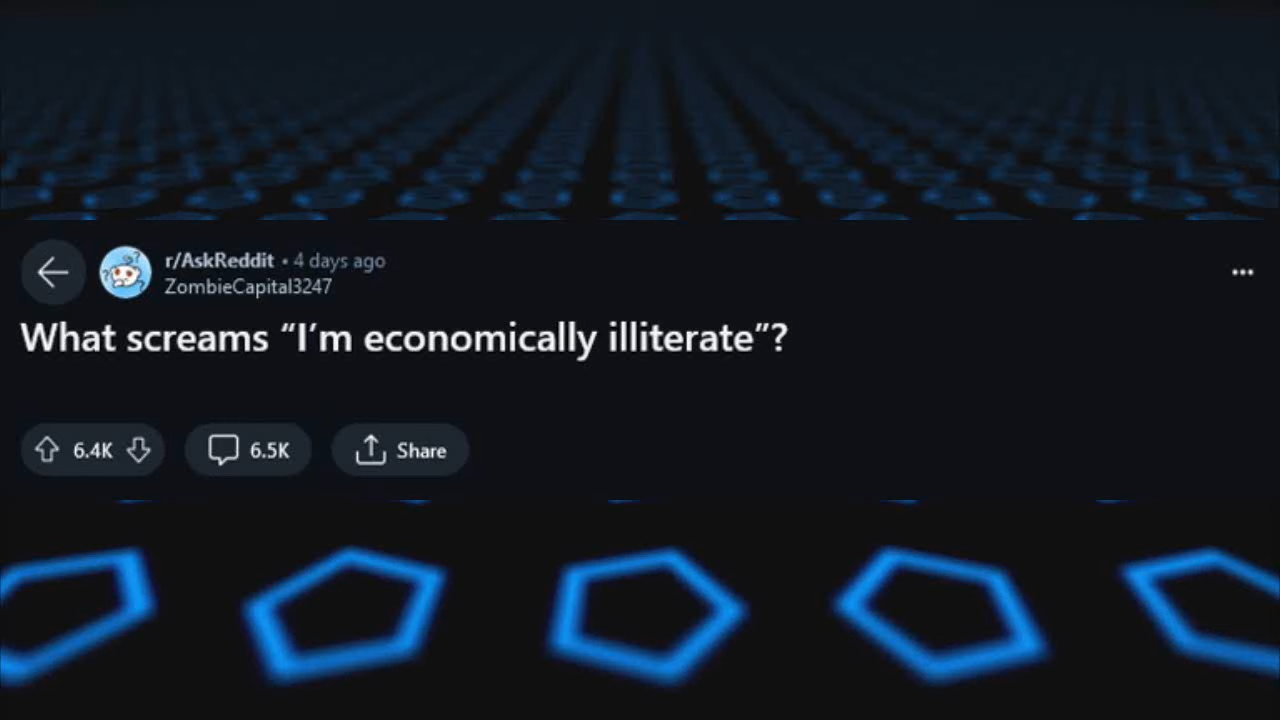 r/AskReddit • 4 days ago
ZombieCapital3247
What screams “I’m economically illiterate”?
6.4K 6.5K Share